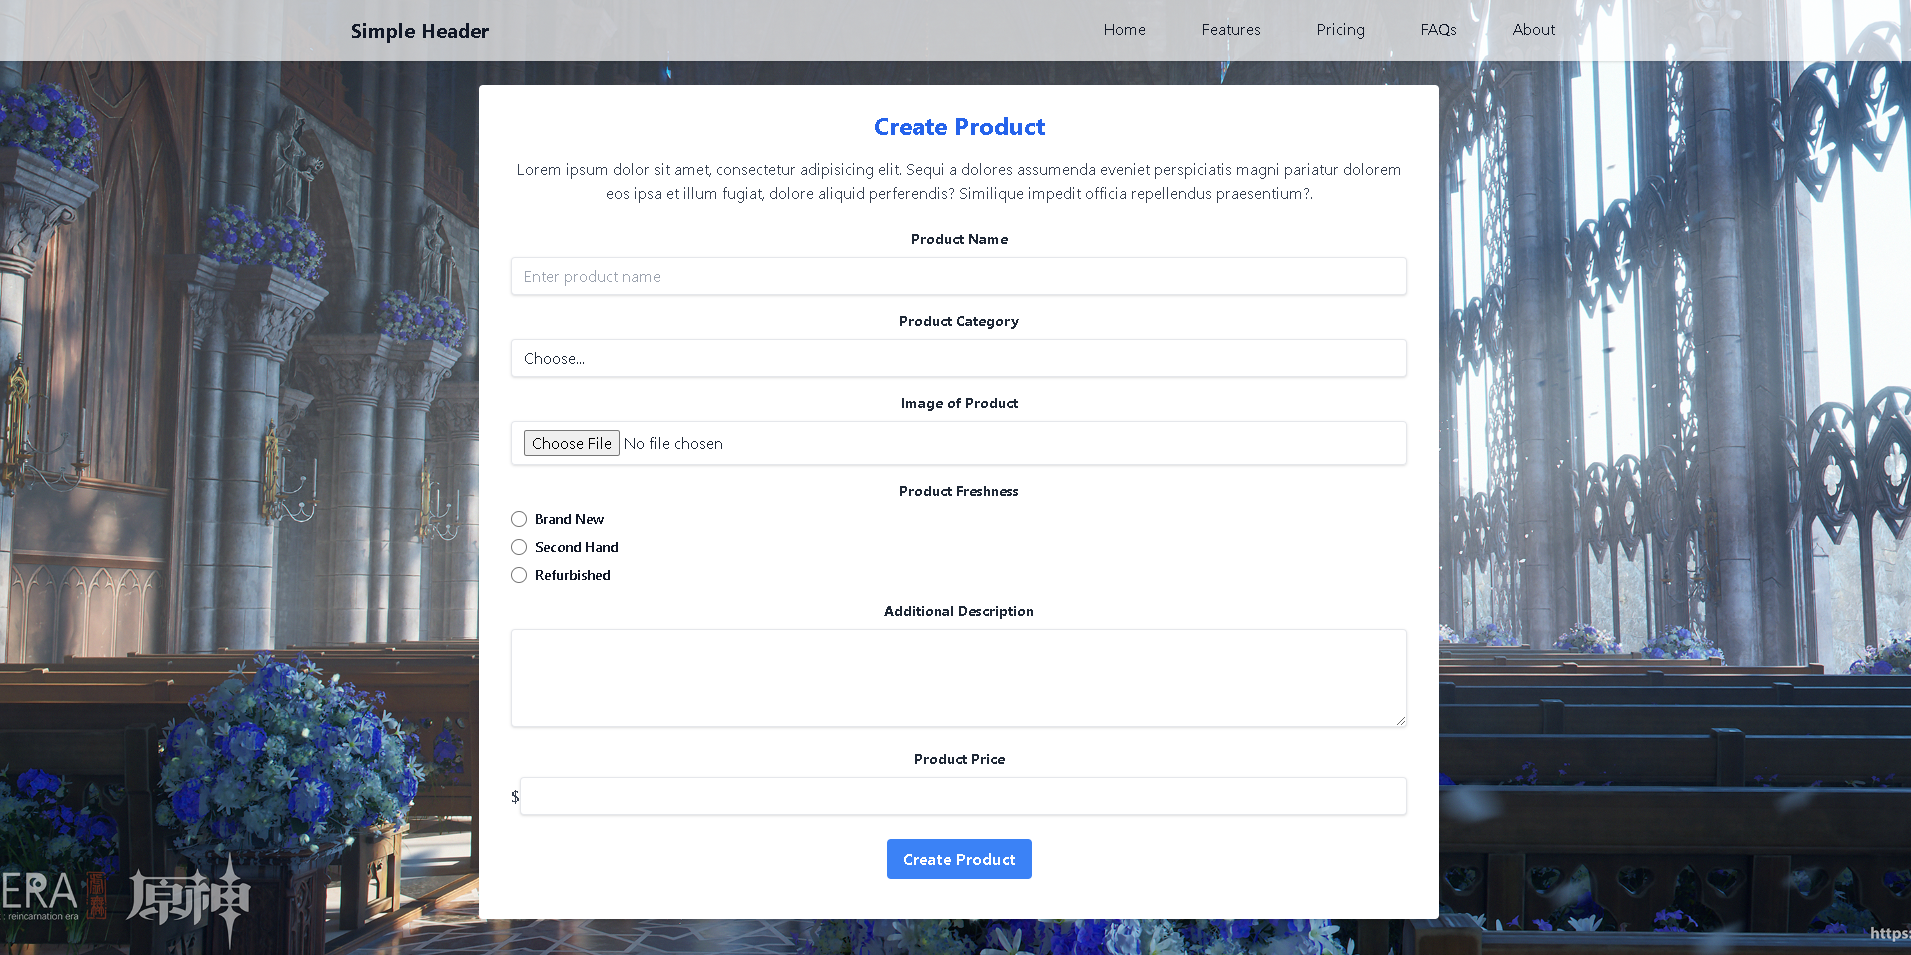 Simple Header
Home Features Pricing FAQs About
Create Product
Lorem ipsum dolor sit amet, consectetur adipisicing elit. Sequi a dolores assumenda eveniet perspiciatis magni pariatur dolorem
eos ipsa et illum fugiat, dolore aliquid perferendis? Similique impedit officia repellendus praesentium?.
Product Name
Enter product name
Product Category
Choose...
Image of Product
Choose File No file chosen
Product Freshness
Brand New
Second Hand
Refurbished
Additional Description
Product Price
$
Create Product
ERA
: reincarnation era
原神
https: